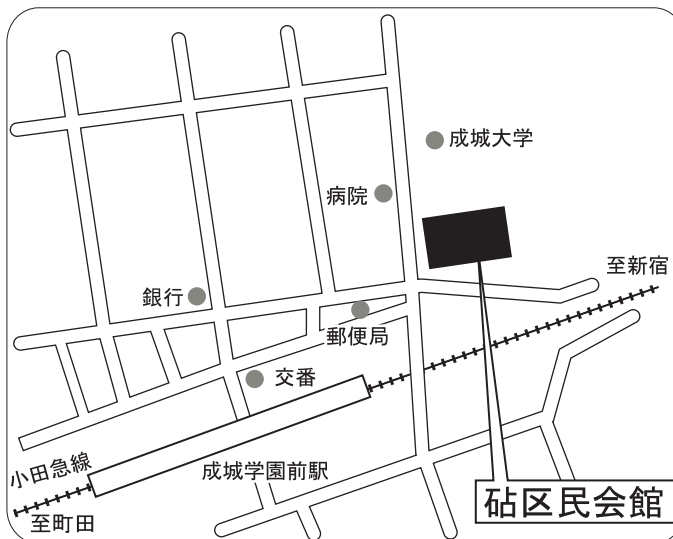 成城大学
病院
至新宿
銀行
郵便局
交番
小田急線
成城学園前駅
砧区民会館
至町田